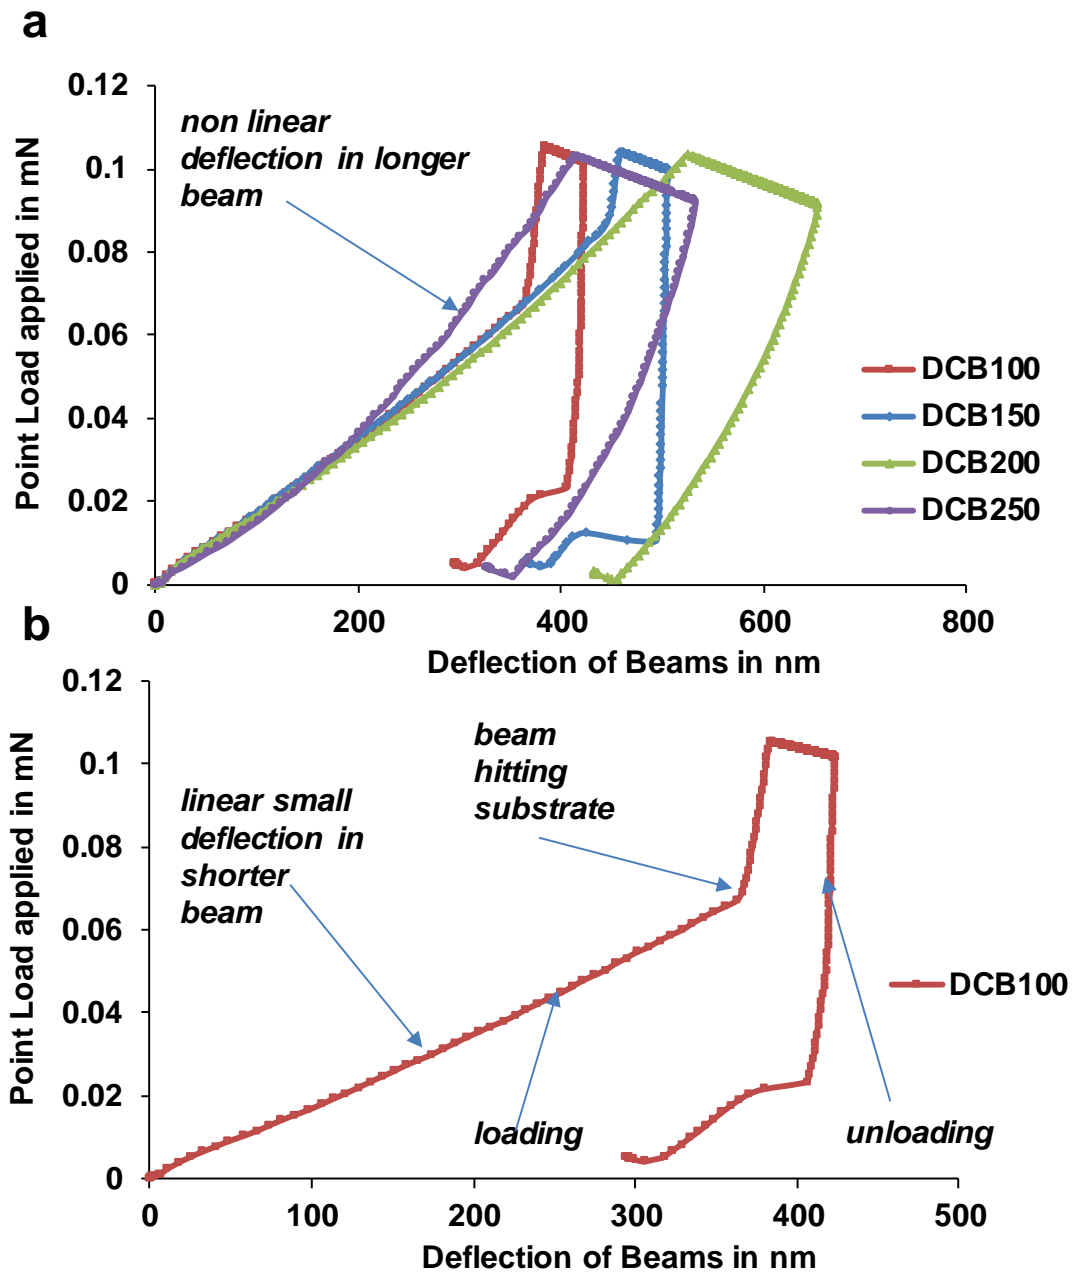 a
0.12
0.1
0.08
0.06
0.04
0.02
0
Point Load applied in mN
non linear
deflection in longer
beam
DCB100
DCB150
DCB200
DCB250
0 200 400 600 800
Deflection of Beams in nm
b
0.12
0.1
0.08
0.06
0.04
0.02
0
Point Load applied in mN
beam
hitting
substrate
linear small
deflection in
shorter
beam
DCB100
loading
unloading
0 100 200 300 400 500
Deflection of Beams in nm